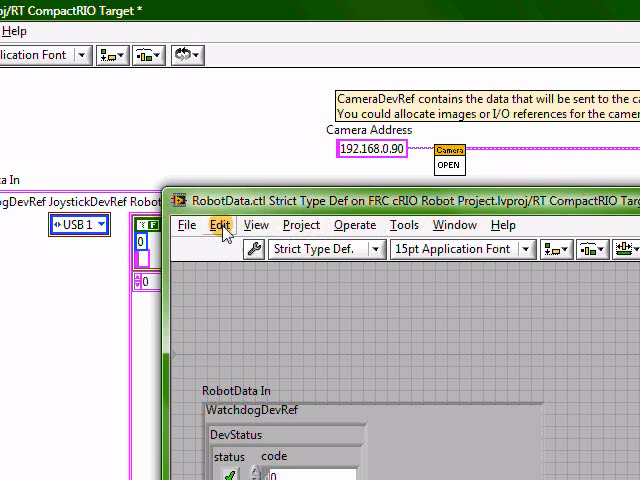 oj/RT CompactRIO Target *
Help
cation Font
CameraDevRef contains the data that will be sent to the ca
You could allocate images or I/O references for the camer
Camera Address
192.168.0.90
Camera
OPEN
ta In
ogDevRef JoystickDevRef Robot
USB 1
? F
0
0
RobotData.ctl Strict Type Def on FRC cRIO Robot Project.lvproj/RT CompactRIO Targ
File Edit View Project Operate Tools Window Help
Strict Type Def. 15pt Application Font
RobotData In
WatchdogDevRef
DevStatus
status code
0